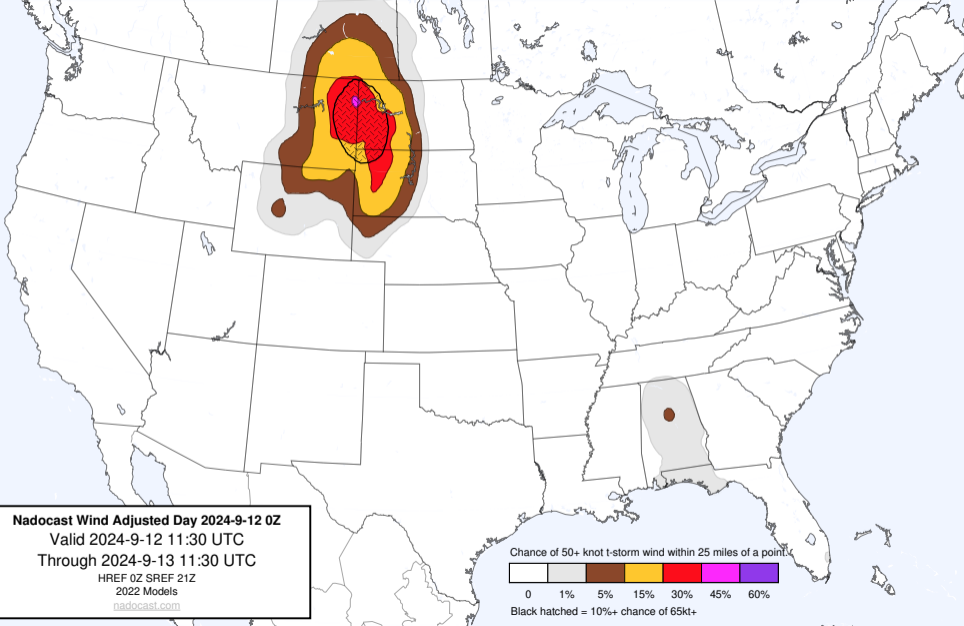 Nadocast Wind Adjusted Day 2024-9-12 0Z
Valid 2024-9-12 11:30 UTC
Through 2024-9-13 11:30 UTC
HREF 0Z SREF 21Z
2022 Models
nadocast.com
Chance of 50+ knot t-storm wind within 25 miles of a point.
0 1% 5% 15% 30% 45% 60%
Black hatched = 10%+ chance of 65kt+